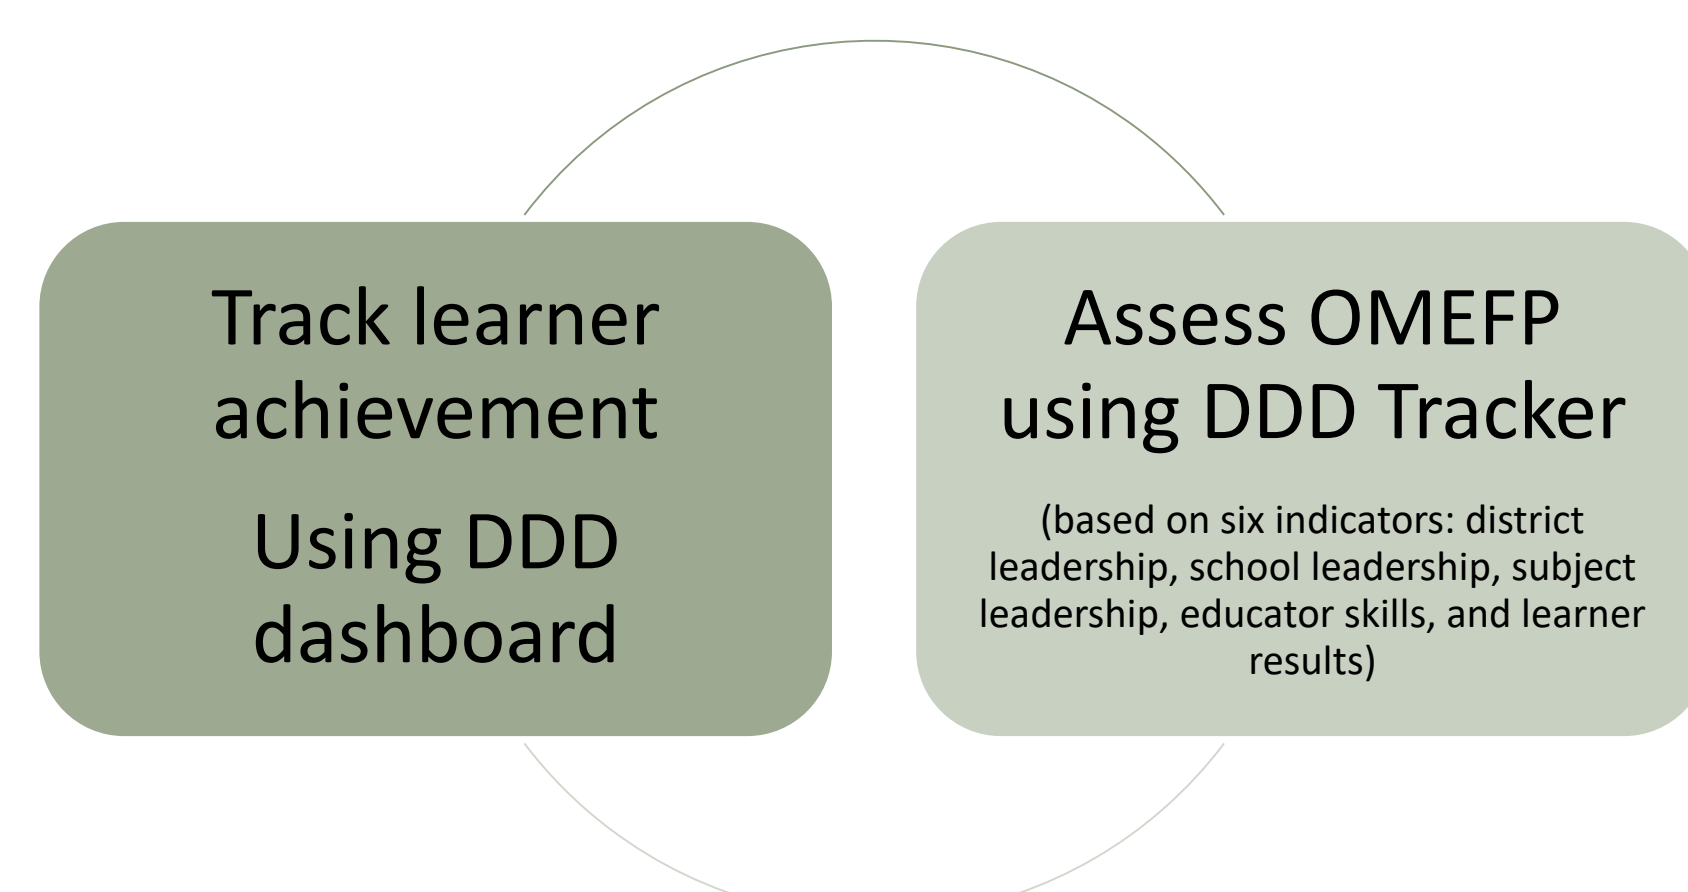 Track learner
achievement
Using DDD
dashboard
Assess OMEFP
using DDD Tracker
(based on six indicators: district
leadership, school leadership, subject
leadership, educator skills, and learner
results)